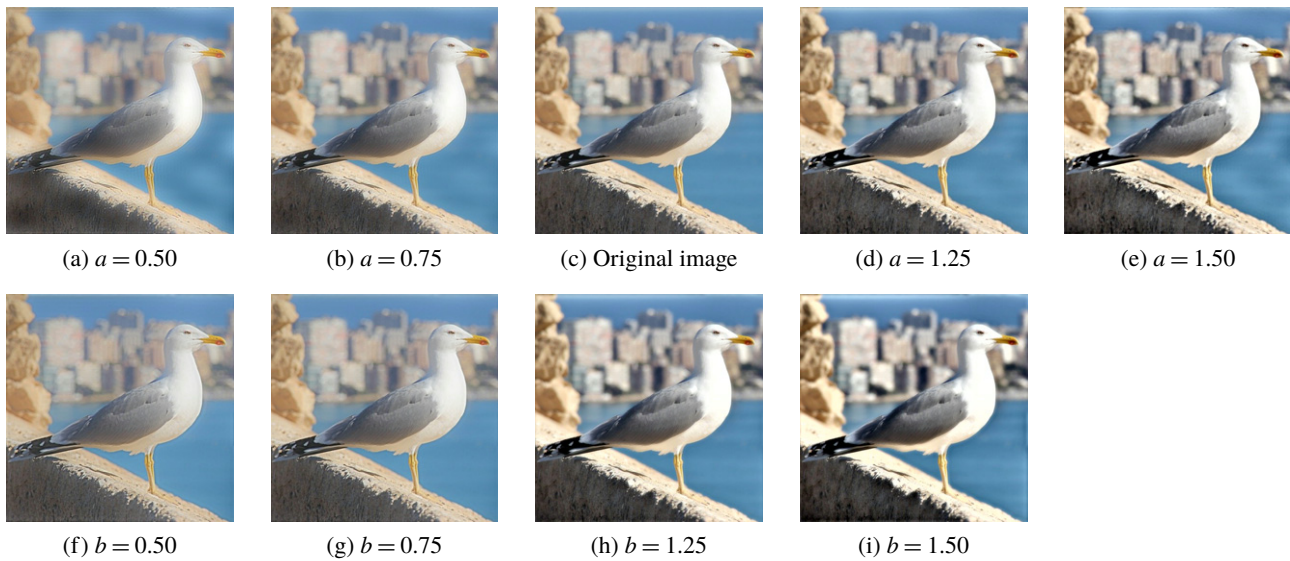 (a) a = 0.50
(b) a = 0.75
(c) Original image
(d) a = 1.25
(e) a = 1.50
(f) b = 0.50
(g) b = 0.75
(h) b = 1.25
(i) b = 1.50